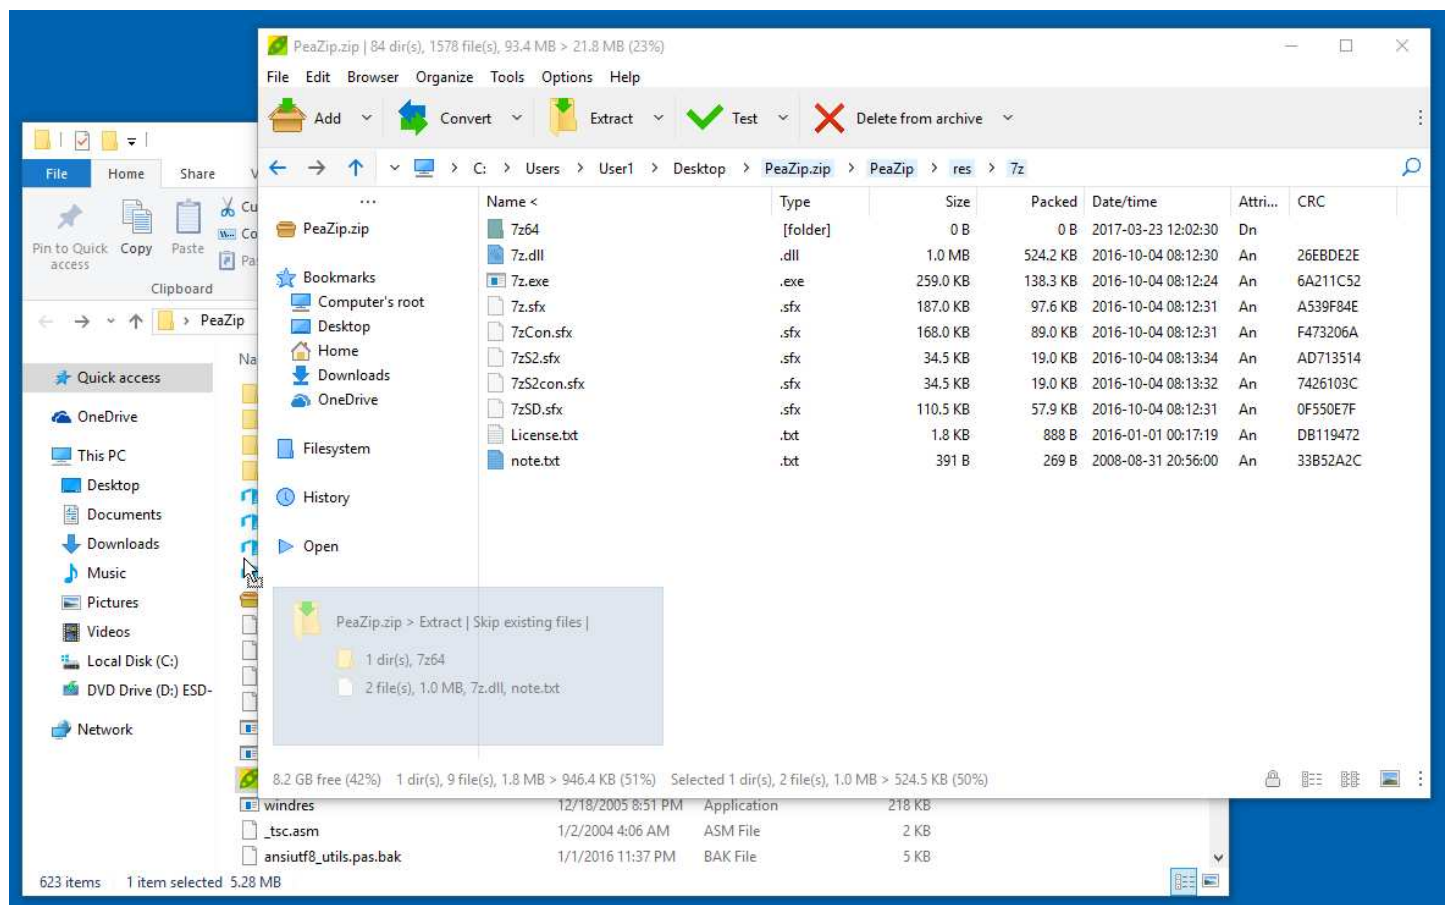 PeaZip.zip | 84 dir(s), 1578 file(s), 93.4 MB > 21.8 MB (23%)
File Edit Browser Organize Tools Options Help
Add Convert Extract Test Delete from archive
C: > Users > User1 > Desktop > PeaZip.zip > PeaZip > res > 7z
...
PeaZip.zip
Bookmarks
Computer's root
Desktop
Home
Downloads
OneDrive
Filesystem
History
Open
Name < Type Size Packed Date/time Attri... CRC
7z64 [folder] 0 B 0 B 2017-03-23 12:02:30 Dn
7z.dll .dll 1.0 MB 524.2 KB 2016-10-04 08:12:30 An 26EBDE2E
7z.exe .exe 259.0 KB 138.3 KB 2016-10-04 08:12:24 An 6A211C52
7z.sfx .sfx 187.0 KB 97.6 KB 2016-10-04 08:12:31 An A539F84E
7zCon.sfx .sfx 168.0 KB 89.0 KB 2016-10-04 08:12:31 An F473206A
7zS2.sfx .sfx 34.5 KB 19.0 KB 2016-10-04 08:13:34 An AD713514
7zS2con.sfx .sfx 34.5 KB 19.0 KB 2016-10-04 08:13:32 An 7426103C
7zSD.sfx .sfx 110.5 KB 57.9 KB 2016-10-04 08:12:31 An 0F550E7F
License.txt .txt 1.8 KB 888 B 2016-01-01 00:17:19 An DB119472
note.txt .txt 391 B 269 B 2008-08-31 20:56:00 An 33B52A2C
PeaZip.zip > Extract | Skip existing files |
1 dir(s), 7z64
2 file(s), 1.0 MB, 7z.dll, note.txt
8.2 GB free (42%) 1 dir(s), 9 file(s), 1.8 MB > 946.4 KB (51%) Selected 1 dir(s), 2 file(s), 1.0 MB > 524.5 KB (50%)
File Home Share V
Pin to Quick access
Copy
Paste
Cu
Co
Pa
Clipboard
> PeaZip
Na
Quick access
OneDrive
This PC
Desktop
Documents
Downloads
Music
Pictures
Videos
Local Disk (C:)
DVD Drive (D:) ESD-
Network
windres 12/18/2005 8:51 PM Application 218 KB
_tsc.asm 1/2/2004 4:06 AM ASM File 2 KB
ansiutf8_utils.pas.bak 1/1/2016 11:37 PM BAK File 5 KB
623 items 1 item selected 5.28 MB